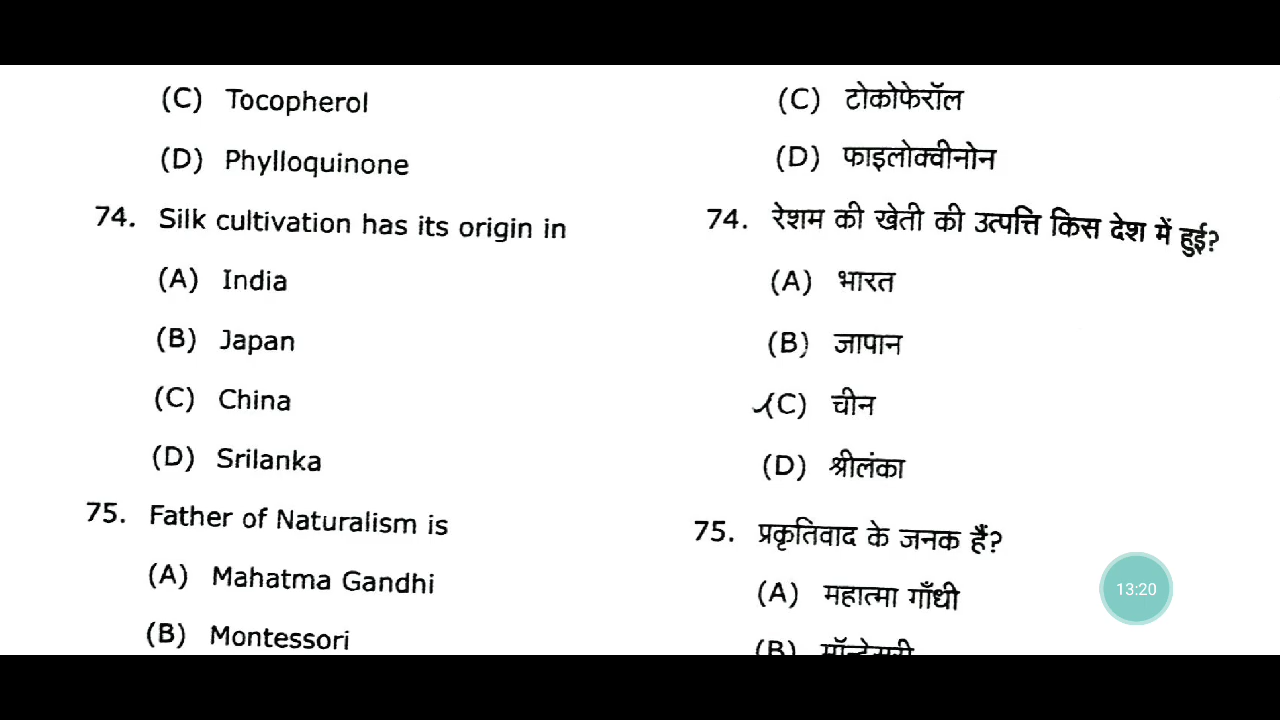 (C) Tocopherol
(D) Phylloquinone
74. Silk cultivation has its origin in
(A) India
(B) Japan
(C) China
(D) Srilanka
75. Father of Naturalism is
(A) Mahatma Gandhi
(B) Montessori
(C) टोकोफेरॉल
(D) फाइलोक्वीनोन
74. रेशम की खेती की उत्पत्ति किस देश में हुई?
(A) भारत
(B) जापान
(C) चीन
(D) श्रीलंका
75. प्रकृतिवाद के जनक हैं?
(A) महात्मा गाँधी
(B)
13:20